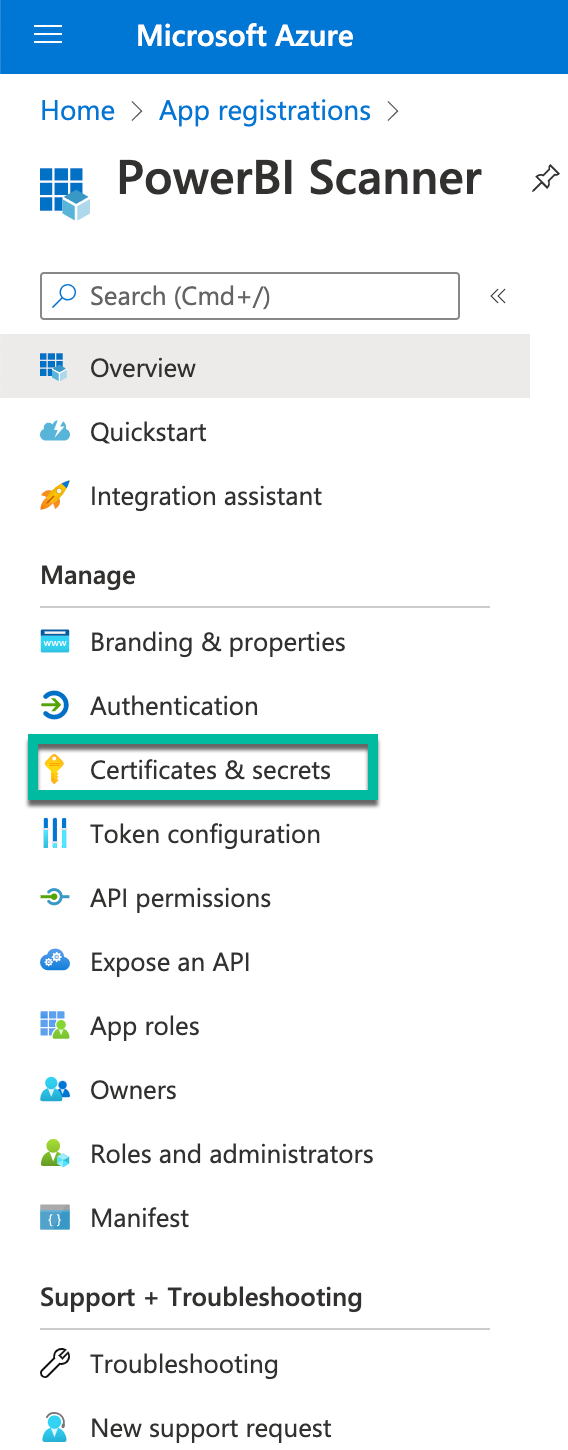 Microsoft Azure
Home > App registrations >
PowerBI Scanner
Search (Cmd+/)
Overview
Quickstart
Integration assistant
Manage
www
Branding & properties
Authentication
Certificates & secrets
Token configuration
API permissions
Expose an API
App roles
Owners
Roles and administrators
Manifest
Support + Troubleshooting
Troubleshooting
New support request